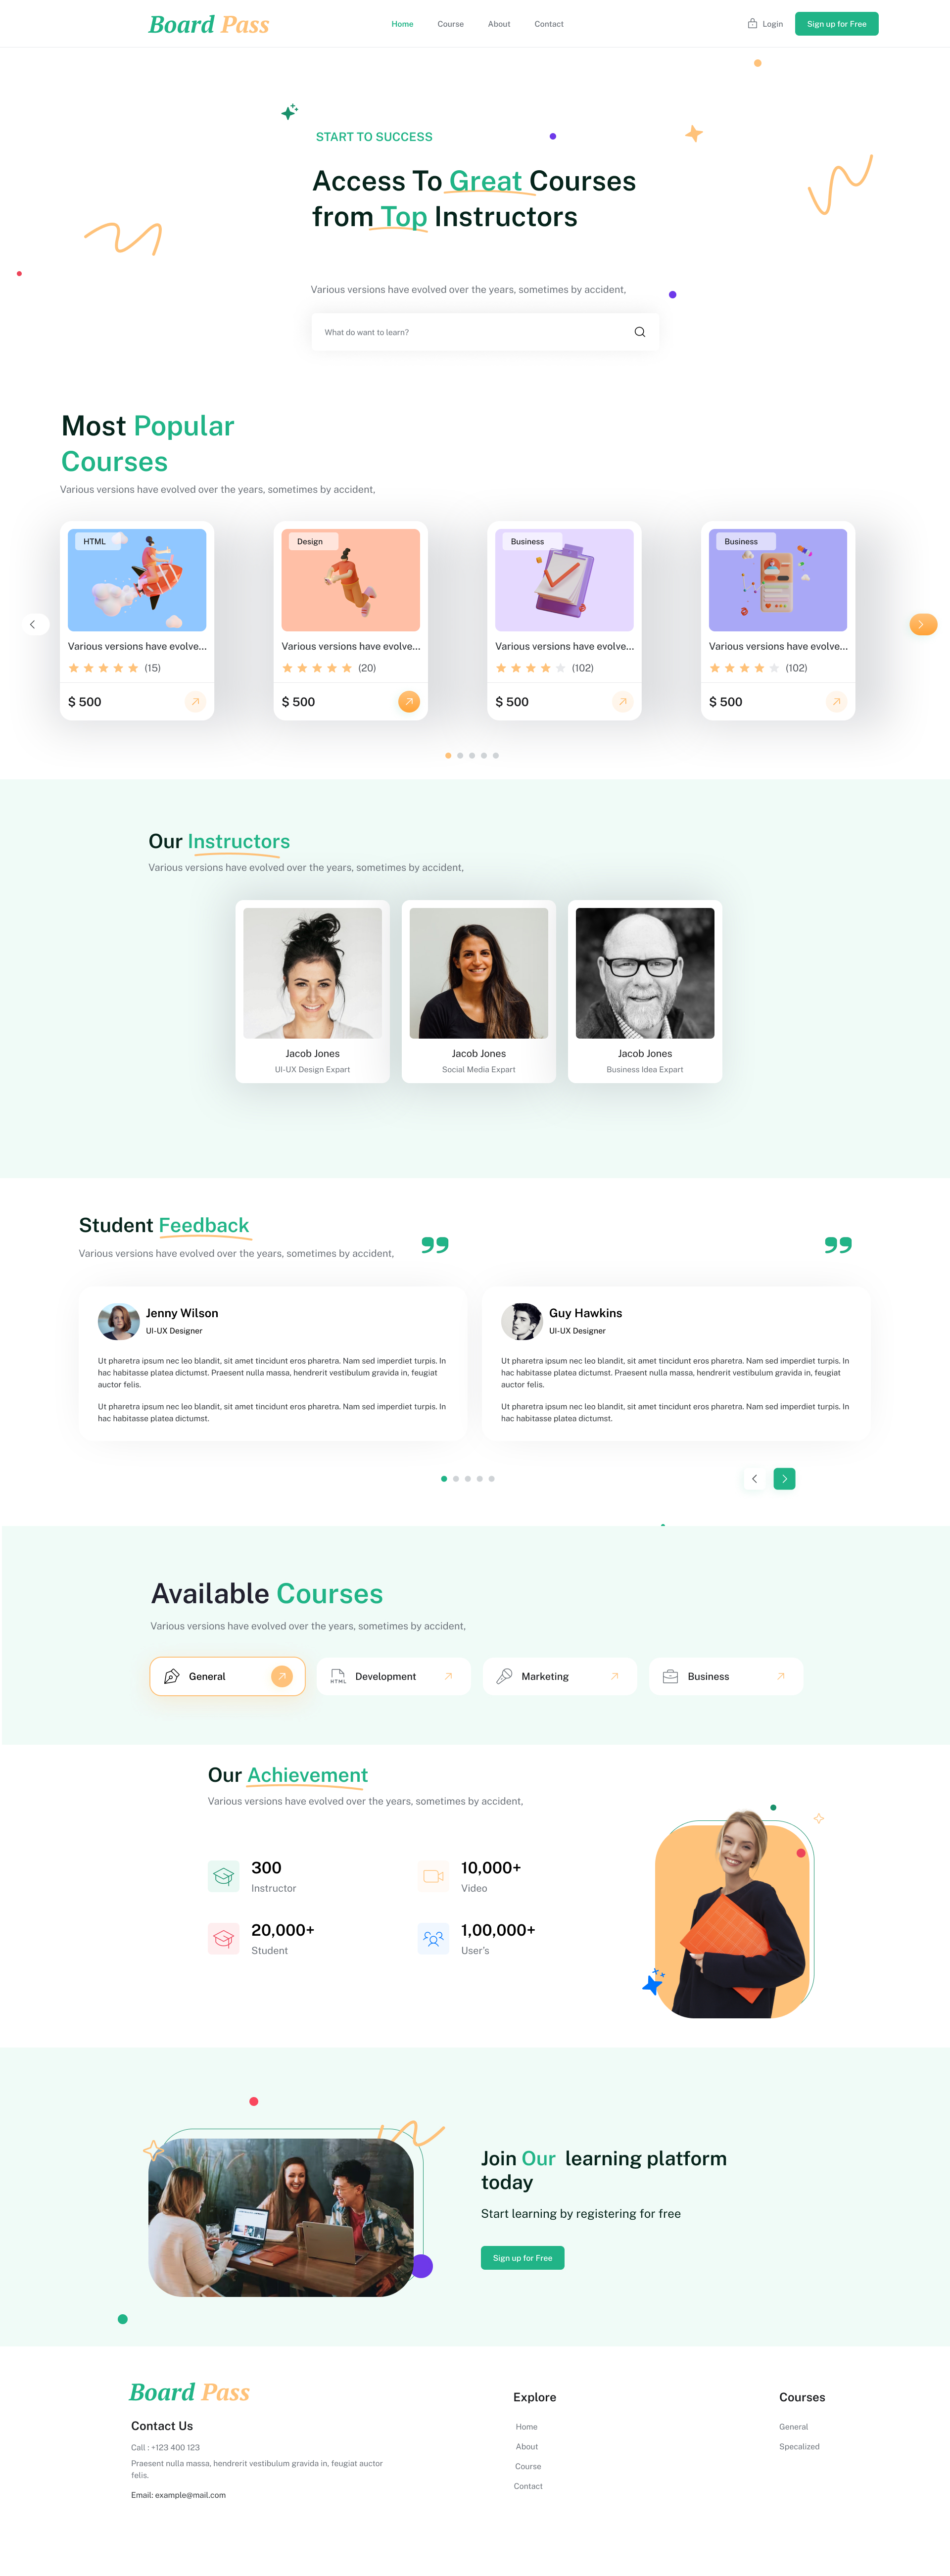 Board Pass
Home
Course
About
Contact
Login
Sign up for Free
START TO SUCCESS
Access To Great Courses
from Top Instructors
Various versions have evolved over the years, sometimes by accident,
What do want to learn?
Most Popular
Courses
Various versions have evolved over the years, sometimes by accident,
HTML
Various versions have evolve...
(15)
$ 500
Design
Various versions have evolve...
(20)
$ 500
Business
Various versions have evolve...
(102)
$ 500
Business
Various versions have evolve...
(102)
$ 500
Our Instructors
Various versions have evolved over the years, sometimes by accident,
Jacob Jones
UI-UX Design Expart
Jacob Jones
Social Media Expart
Jacob Jones
Business Idea Expart
Student Feedback
Various versions have evolved over the years, sometimes by accident,
Jenny Wilson
UI-UX Designer
Ut pharetra ipsum nec leo blandit, sit amet tincidunt eros pharetra. Nam sed imperdiet turpis. In
hac habitasse platea dictumst. Praesent nulla massa, hendrerit vestibulum gravida in, feugiat
auctor felis.
Ut pharetra ipsum nec leo blandit, sit amet tincidunt eros pharetra. Nam sed imperdiet turpis. In
hac habitasse platea dictumst.
Guy Hawkins
UI-UX Designer
Ut pharetra ipsum nec leo blandit, sit amet tincidunt eros pharetra. Nam sed imperdiet turpis. In
hac habitasse platea dictumst. Praesent nulla massa, hendrerit vestibulum gravida in, feugiat
auctor felis.
Ut pharetra ipsum nec leo blandit, sit amet tincidunt eros pharetra. Nam sed imperdiet turpis. In
hac habitasse platea dictumst.
Available Courses
Various versions have evolved over the years, sometimes by accident,
General
HTML
Development
Marketing
Business
Our Achievement
Various versions have evolved over the years, sometimes by accident,
300
Instructor
10,000+
Video
20,000+
Student
1,00,000+
User's
Join Our learning platform
today
Start learning by registering for free
Sign up for Free
Board Pass
Contact Us
Call : +123 400 123
Praesent nulla massa, hendrerit vestibulum gravida in, feugiat auctor
felis.
Email: example@mail.com
Explore
Home
About
Course
Contact
Courses
General
Specalized